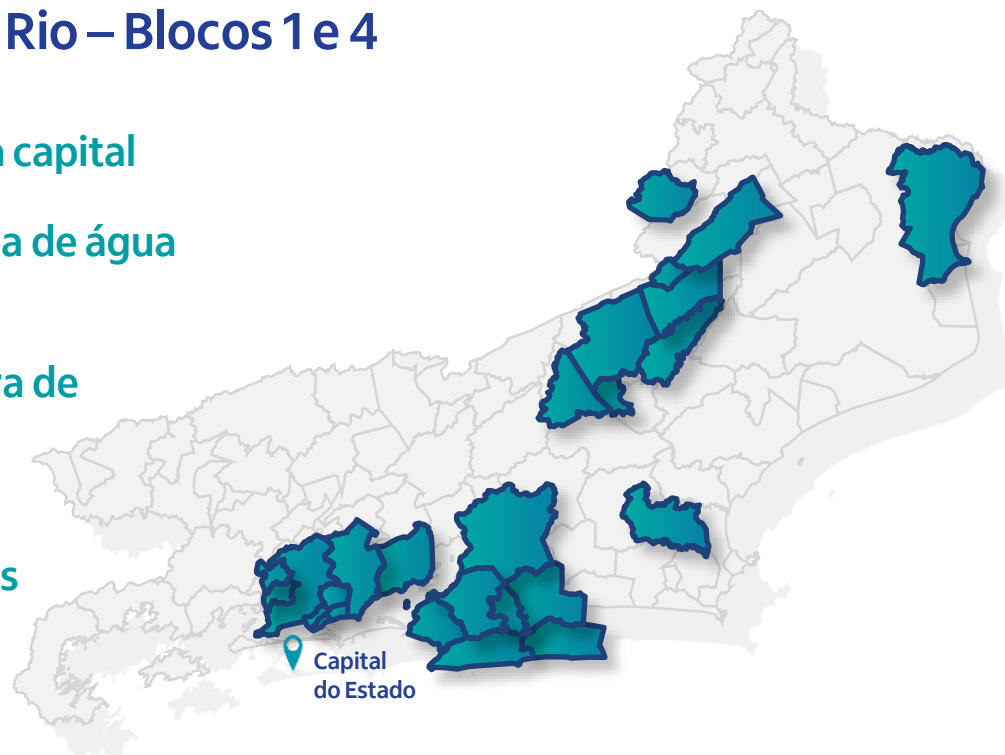 Rio – Blocos 1 e 4
capital
a de água
de
s
Capital
do Estado